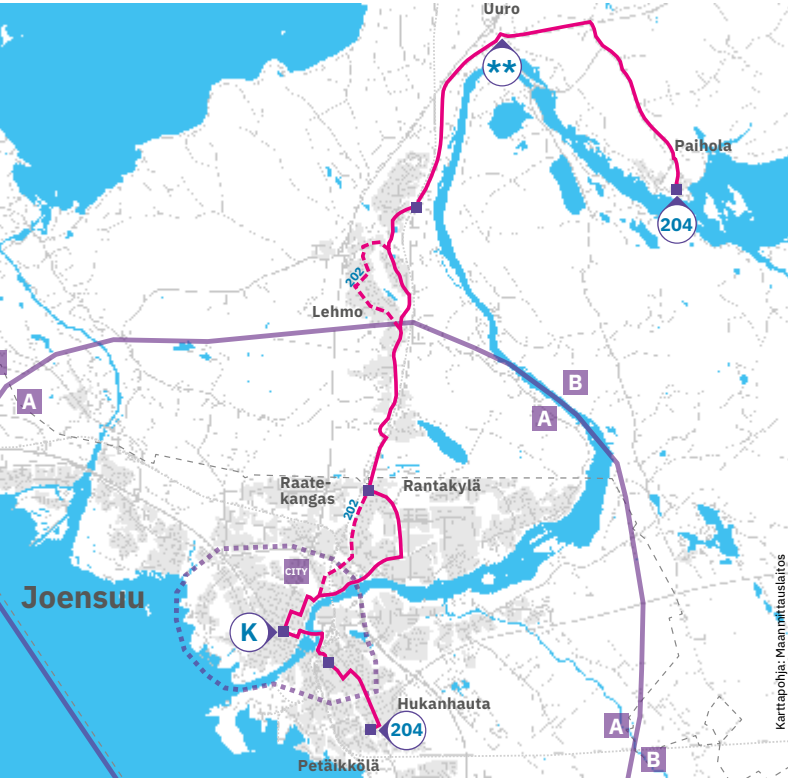 Uuro
**
Paihola
204
202
Lehmo
A
B
A
Raate-
kangas
Rantakylä
202
CITY
Joensuu
K
Hukanhauta
204
A
B
Petäikkölä
Karttapohja: Maanmittauslaitos